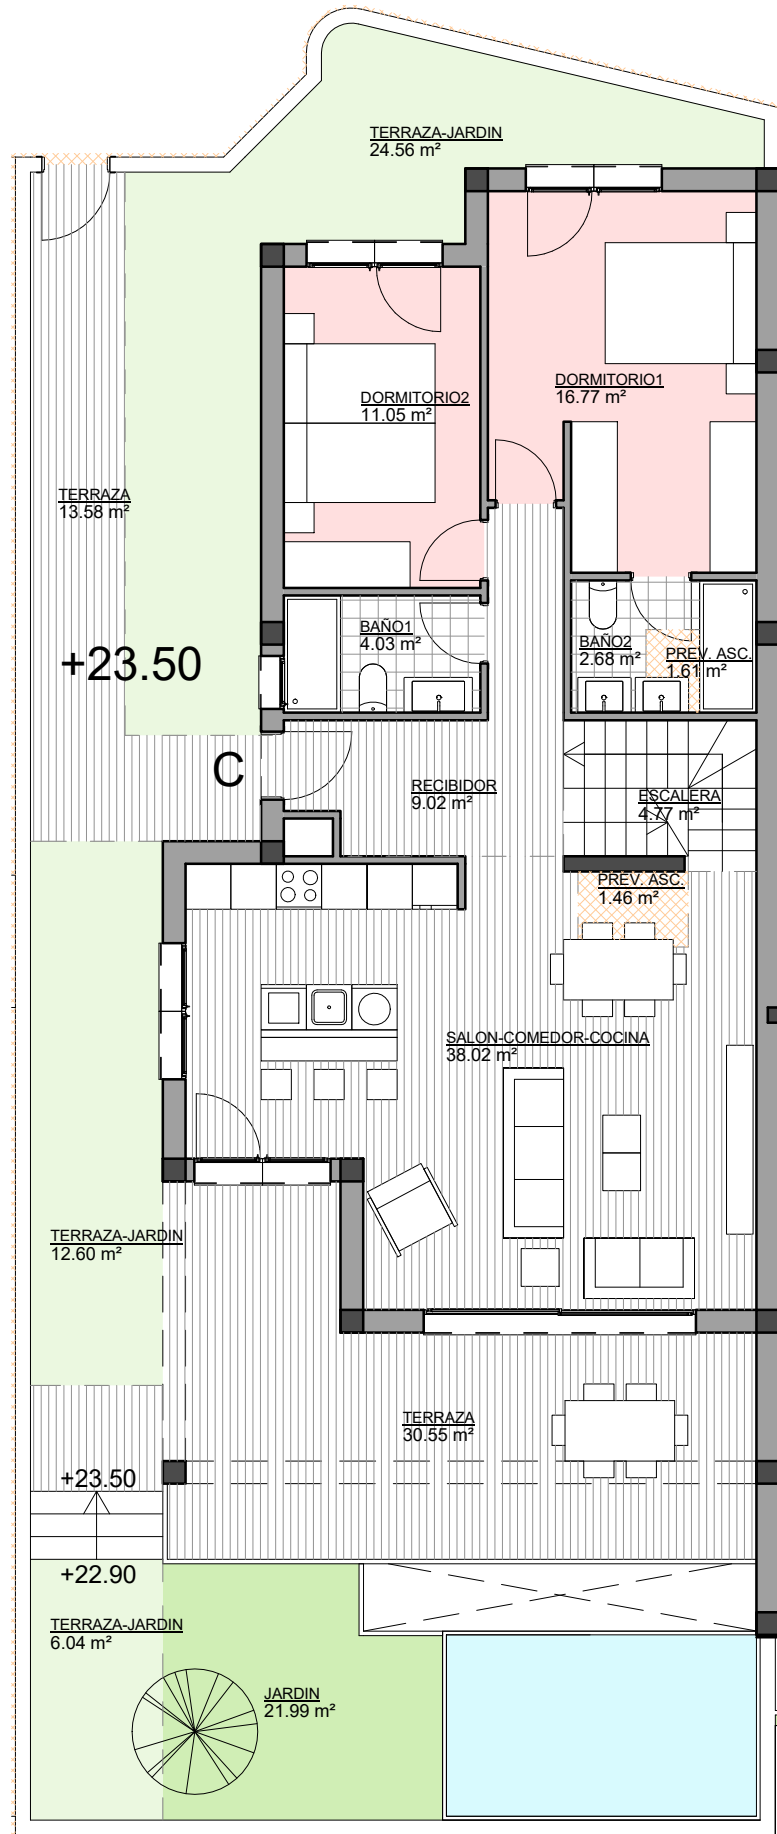 TERRAZA-JARDIN
24.56 m²
DORMITORIO1
16.77 m²
DORMITORIO2
11.05 m²
TERRAZA
13.58 m²
BAÑO1
4.03 m²
BAÑO2
2.68 m²
PREV. ASC.
1.61 m²
+23.50
C
RECIBIDOR
9.02 m²
ESCALERA
4.77 m²
PREV. ASC.
1.46 m²
SALON-COMEDOR-COCINA
38.02 m²
TERRAZA-JARDIN
12.60 m²
TERRAZA
30.55 m²
+23.50
+22.90
TERRAZA-JARDIN
6.04 m²
JARDIN
21.99 m²